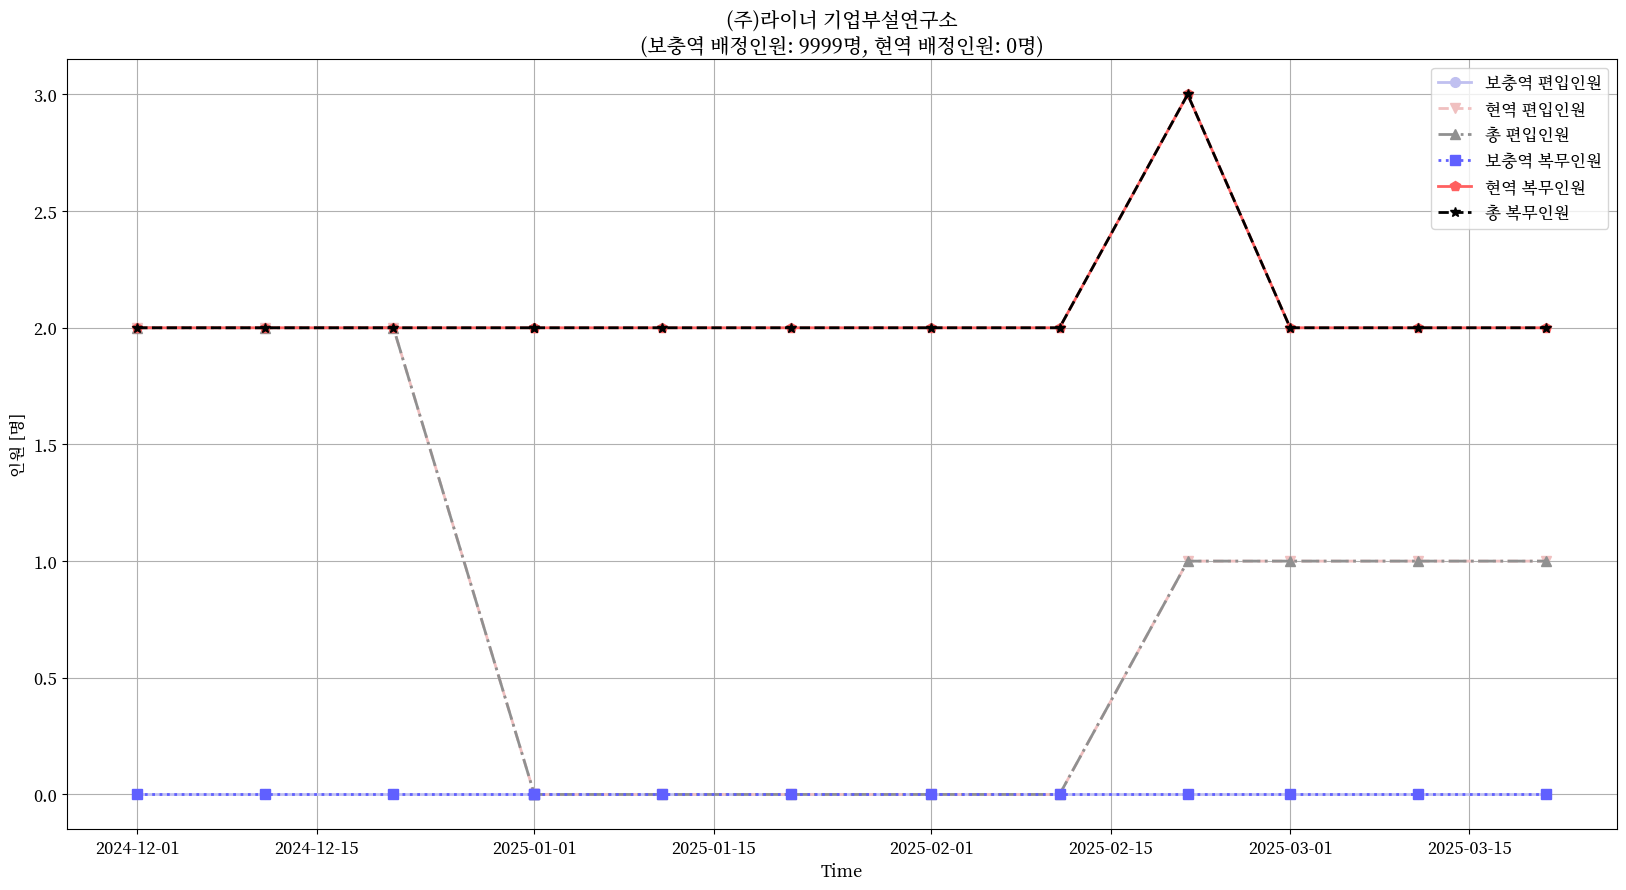 (주)라이너 기업부설연구소
(보충역 배정인원: 9999명, 현역 배정인원: 0명)
보충역 편입인원
현역 편입인원
총 편입인원
보충역 복무인원
현역 복무인원
총 복무인원
3.0
2.5
2.0
1.5
1.0
0.5
0.0
인원 [명]
2024-12-01
2024-12-15
2025-01-01
2025-01-15
2025-02-01
2025-02-15
2025-03-01
2025-03-15
Time